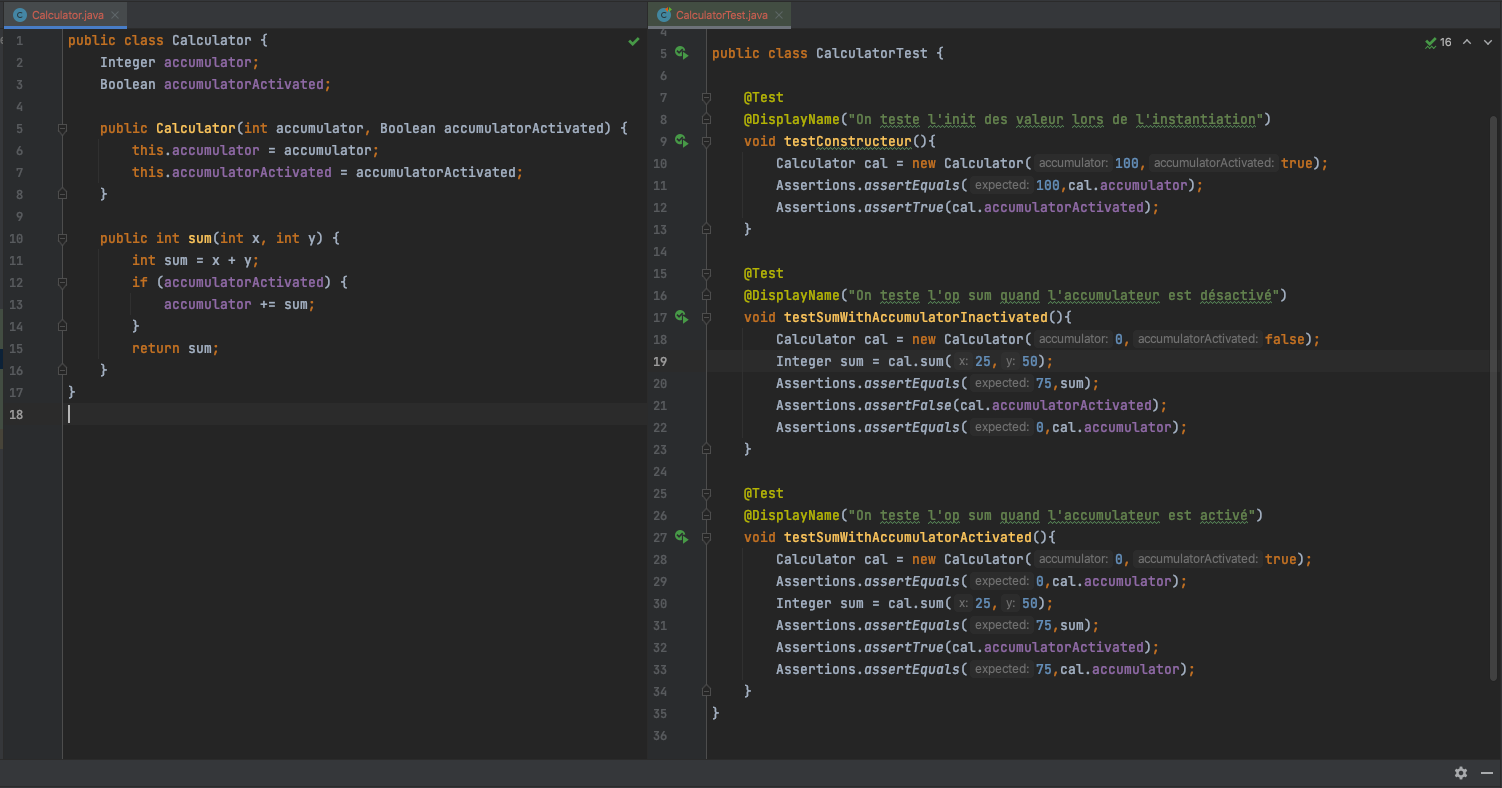 Calculator.java
1 public class Calculator {
2 Integer accumulator;
3 Boolean accumulatorActivated;
4
5 public Calculator(int accumulator, Boolean accumulatorActivated) {
6 this.accumulator = accumulator;
7 this.accumulatorActivated = accumulatorActivated;
8 }
9
10 public int sum(int x, int y) {
11 int sum = x + y;
12 if (accumulatorActivated) {
13 accumulator += sum;
14 }
15 return sum;
16 }
17 }
18
CalculatorTest.java
16
4
5 public class CalculatorTest {
6
7 @Test
8 @DisplayName("On teste l'init des valeur lors de l'instantiation")
9 void testConstructeur(){
10 Calculator cal = new Calculator( accumulator: 100, accumulatorActivated: true);
11 Assertions.assertEquals( expected: 100,cal.accumulator);
12 Assertions.assertTrue(cal.accumulatorActivated);
13 }
14
15 @Test
16 @DisplayName("On teste l'op sum quand l'accumulateur est désactivé")
17 void testSumWithAccumulatorInactivated(){
18 Calculator cal = new Calculator( accumulator: 0, accumulatorActivated: false);
19 Integer sum = cal.sum( x: 25, y: 50);
20 Assertions.assertEquals( expected: 75,sum);
21 Assertions.assertFalse(cal.accumulatorActivated);
22 Assertions.assertEquals( expected: 0,cal.accumulator);
23 }
24
25 @Test
26 @DisplayName("On teste l'op sum quand l'accumulateur est activé")
27 void testSumWithAccumulatorActivated(){
28 Calculator cal = new Calculator( accumulator: 0, accumulatorActivated: true);
29 Assertions.assertEquals( expected: 0,cal.accumulator);
30 Integer sum = cal.sum( x: 25, y: 50);
31 Assertions.assertEquals( expected: 75,sum);
32 Assertions.assertTrue(cal.accumulatorActivated);
33 Assertions.assertEquals( expected: 75,cal.accumulator);
34 }
35 }
36